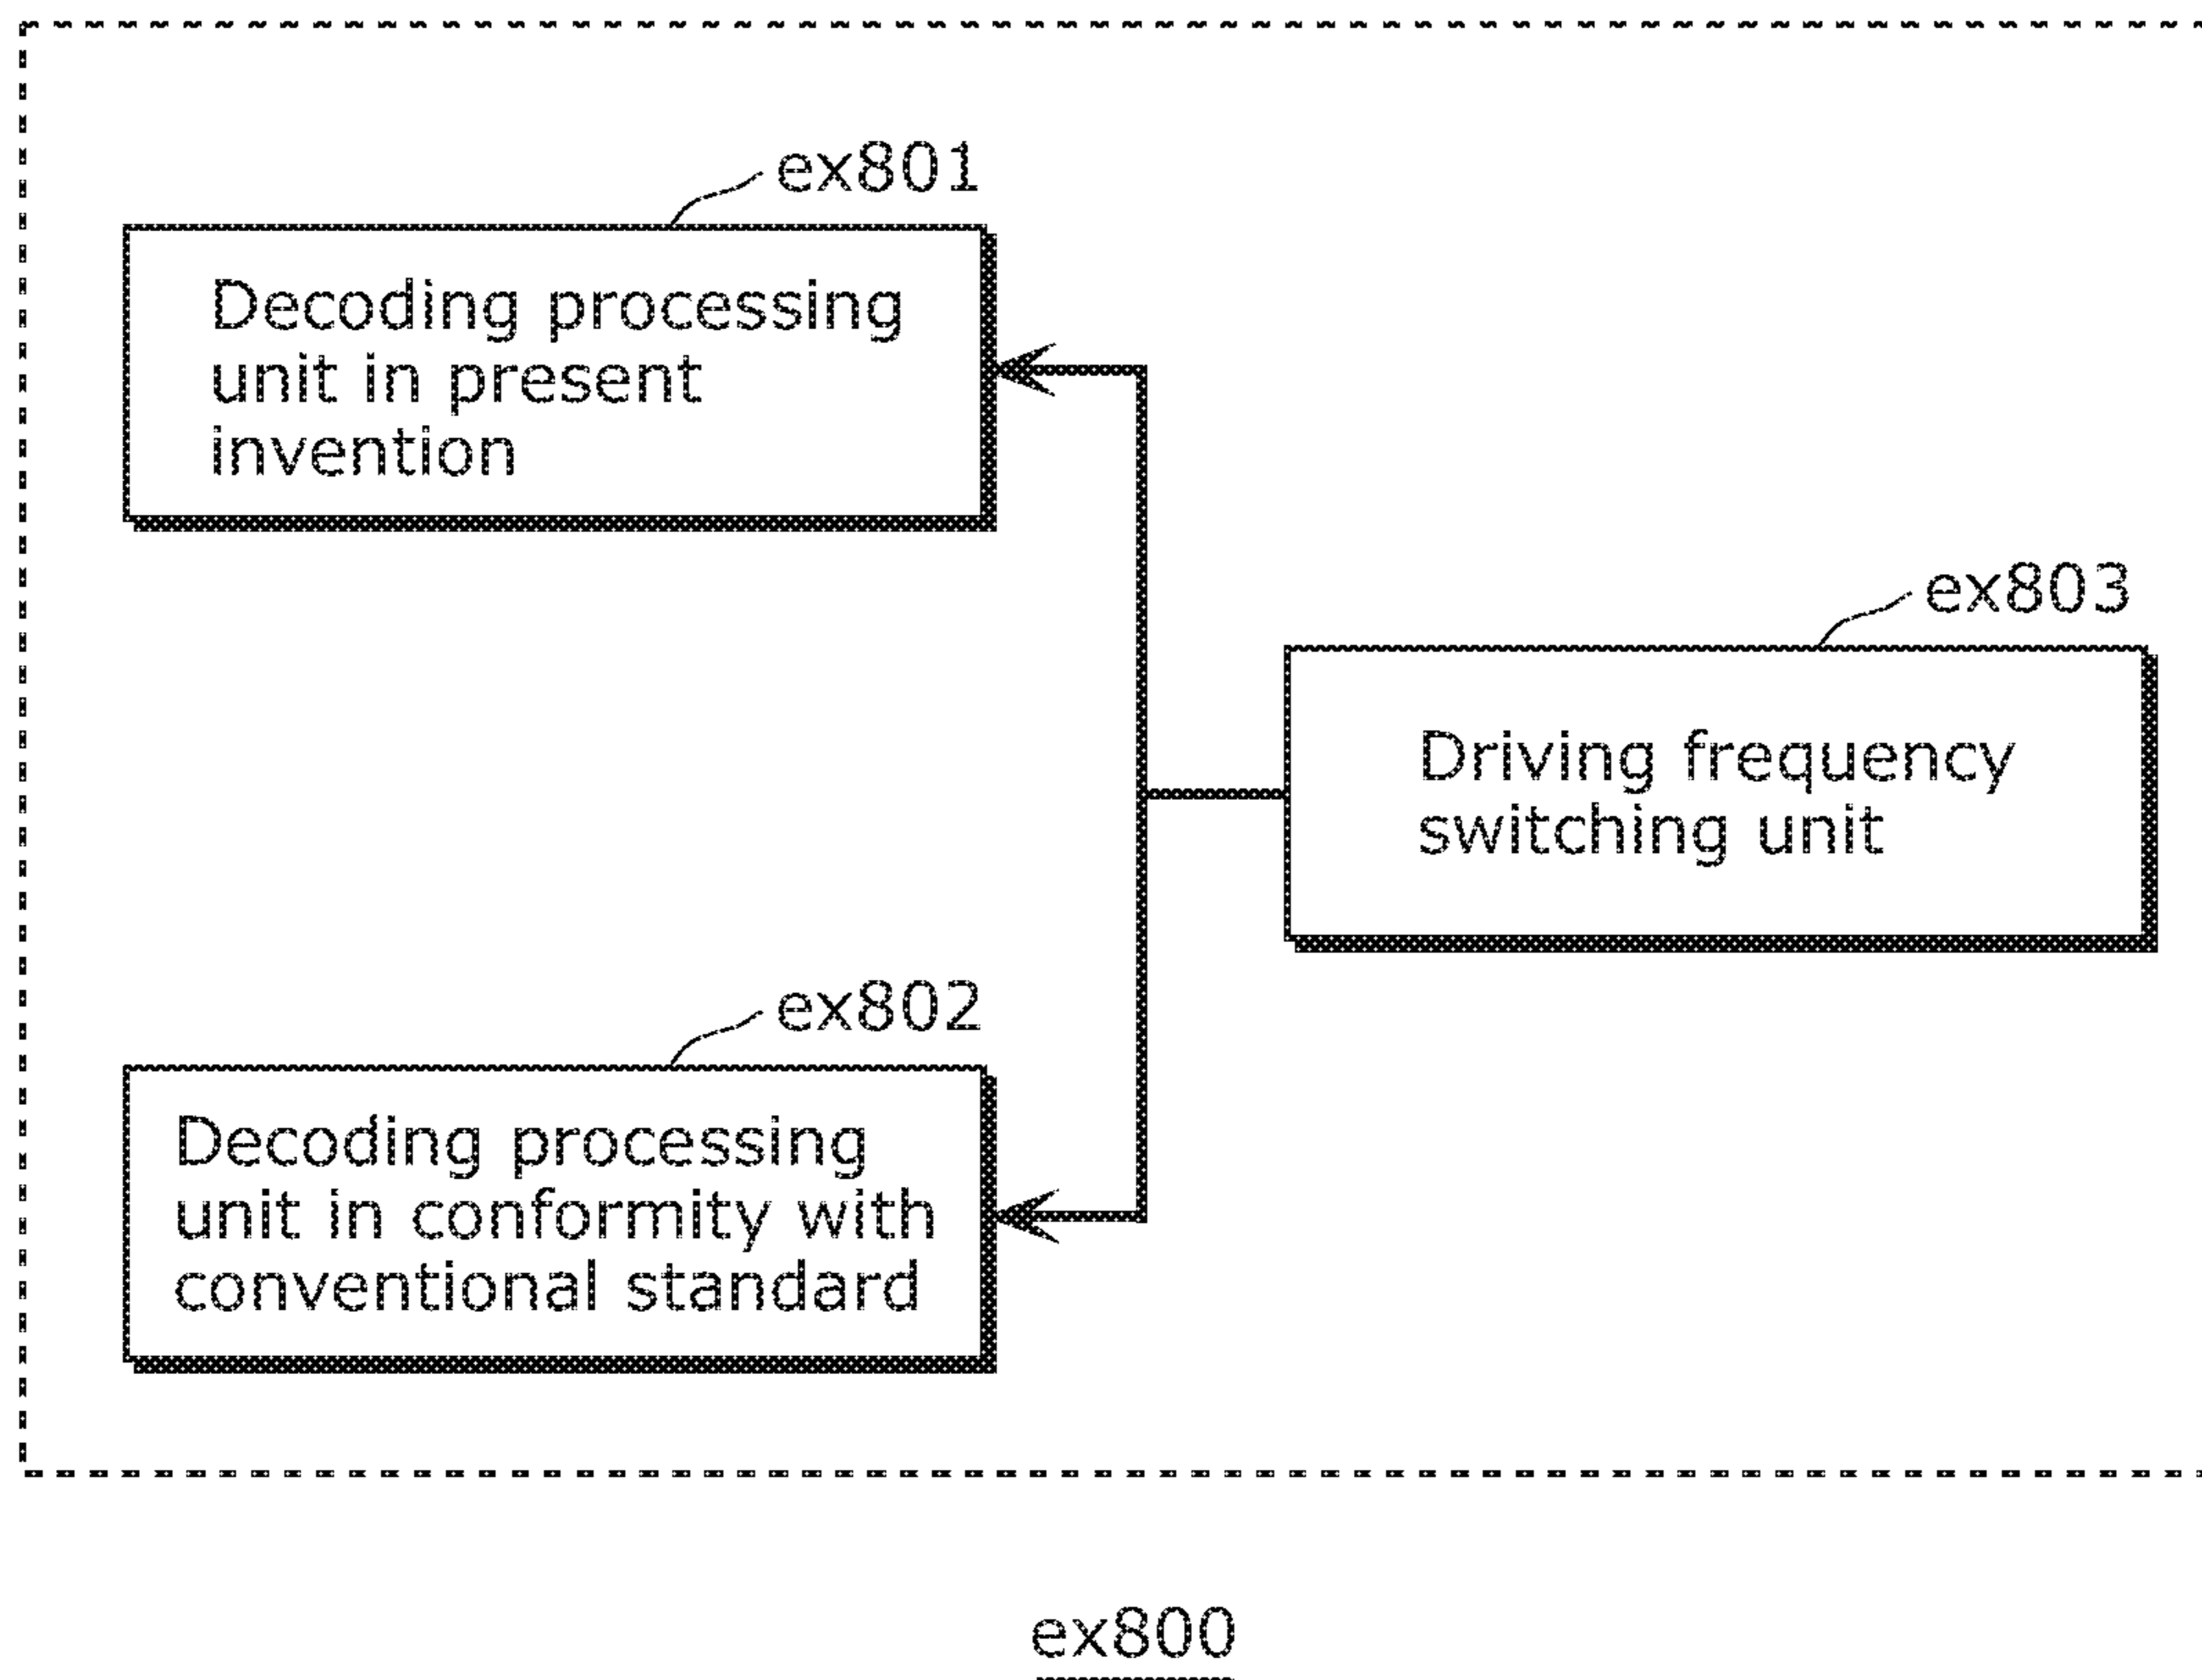 ex801
Decoding processing
unit in present
invention
ex803
Driving frequency
switching unit
ex802
Decoding processing
unit in conformity with
conventional standard
ex800